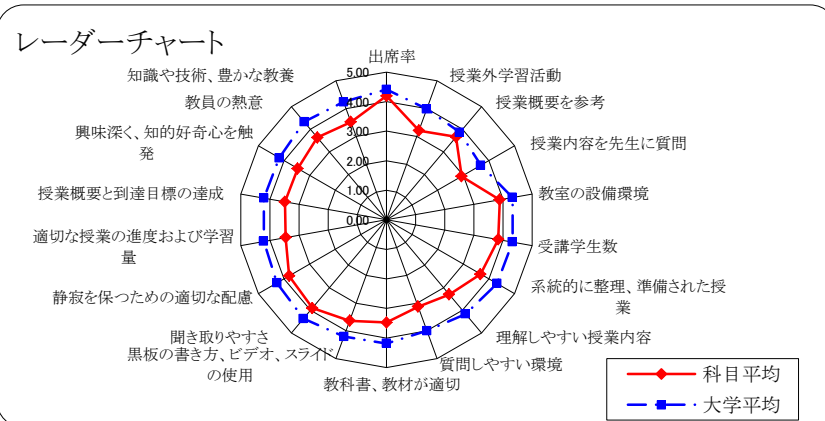 レーダーチャート
出席率
授業外学習活動
授業概要を参考
授業内容を先生に質問
教室の設備環境
受講学生数
系統的に整理、準備された授
業
理解しやすい授業内容
質問しやすい環境
教科書、教材が適切
黒板の書き方、ビデオ、スライド
の使用
聞き取りやすさ
静寂を保つための適切な配慮
適切な授業の進度および学習
量
授業概要と到達目標の達成
興味深く、知的好奇心を触
発
教員の熱意
知識や技術、豊かな教養
5.00
4.00
3.00
2.00
1.00
0.00
科目平均
大学平均